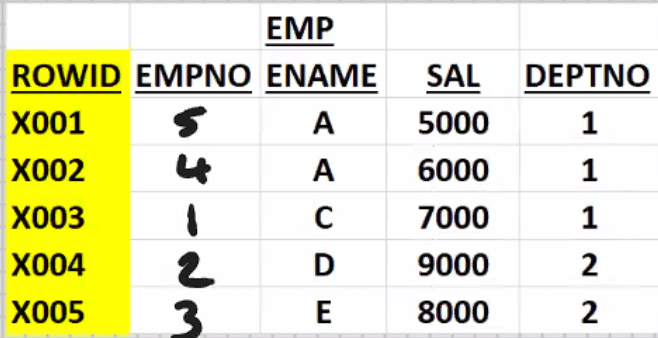 EMP
ROWID EMPNO ENAME SAL DEPTNO
X001 5 A 5000 1
X002 4 A 6000 1
X003 1 C 7000 1
X004 2 D 9000 2
X005 3 E 8000 2